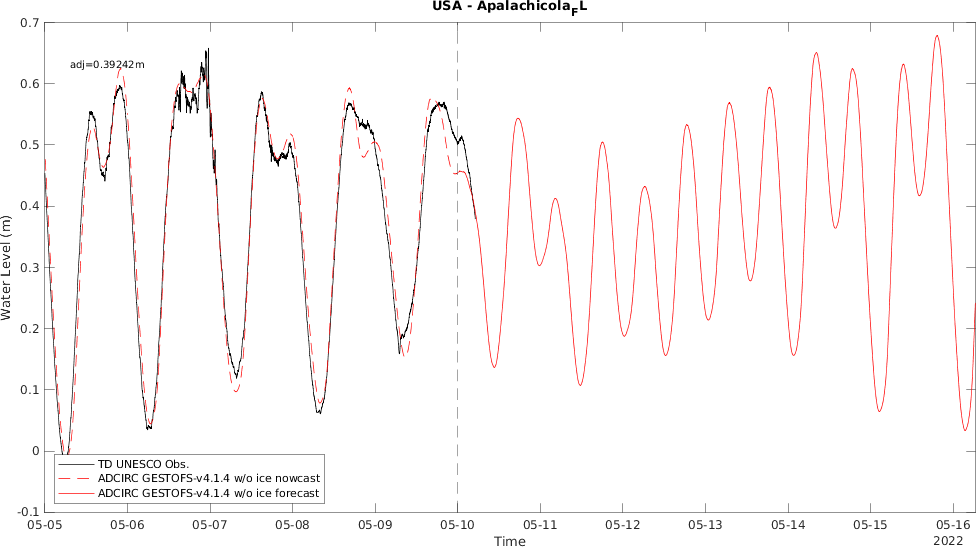 USA - Apalachicola_FL
0.7
adj=0.39242m
0.6
0.5
0.4
0.3
0.2
0.1
0
-0.1
Water Level (m)
TD UNESCO Obs.
ADCIRC GESTOFS-v4.1.4 w/o ice nowcast
ADCIRC GESTOFS-v4.1.4 w/o ice forecast
05-05 05-06 05-07 05-08 05-09 05-10 05-11 05-12 05-13 05-14 05-15 05-16
Time 2022